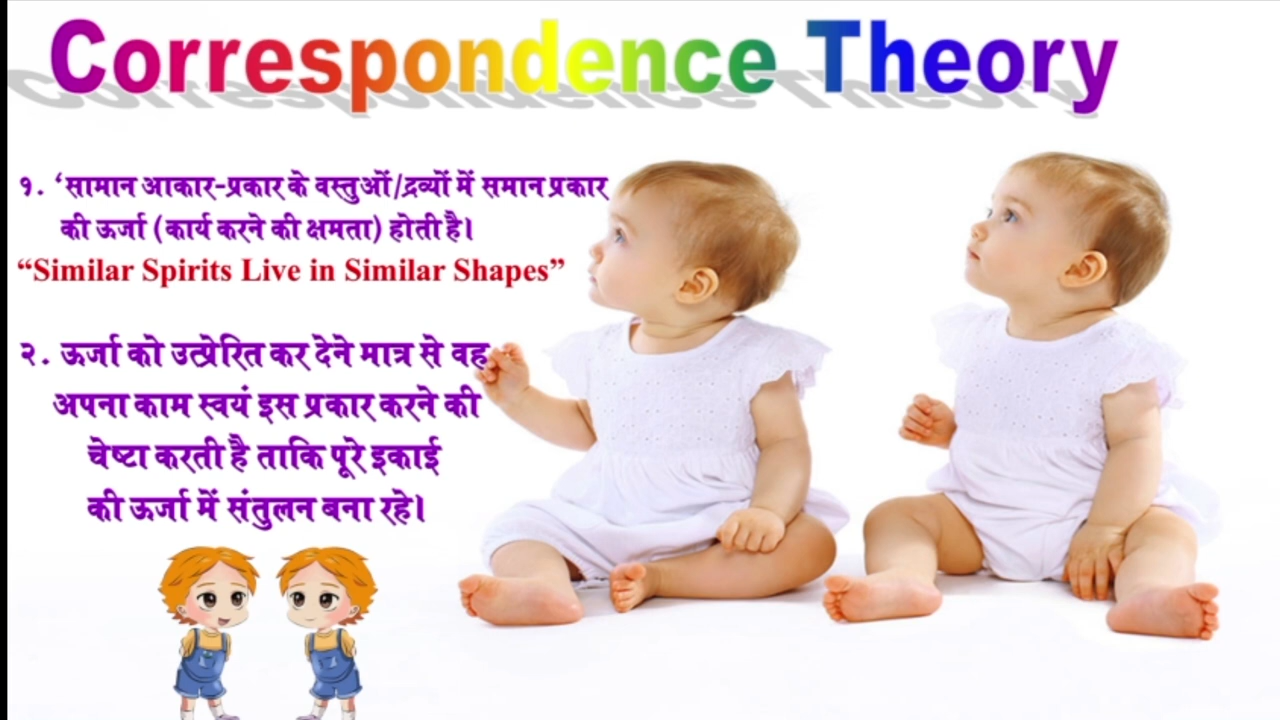 Correspondence Theory
१. ‘सामान आकार-प्रकार के वस्तुओं/द्रव्यों में समान प्रकार
की ऊर्जा (कार्य करने की क्षमता) होती है।
“Similar Spirits Live in Similar Shapes”
२. ऊर्जा को उत्प्रेरित कर देने मात्र से वह
अपना काम स्वयं इस प्रकार करने की
चेष्टा करती है ताकि पूरे इकाई
की ऊर्जा में संतुलन बना रहे।